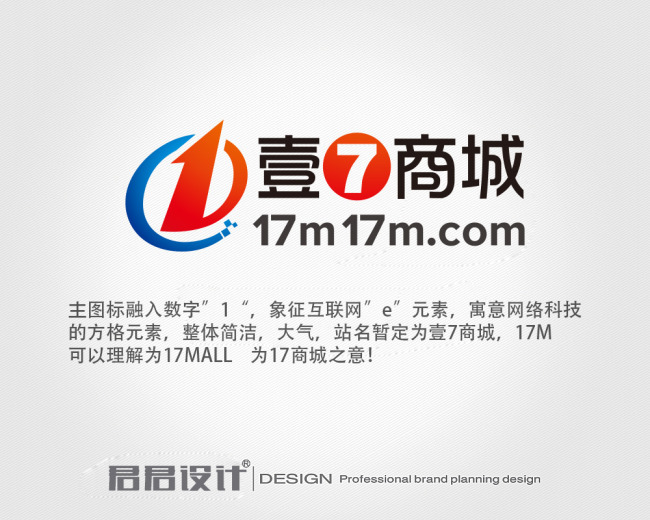 壹7商城
17m17m.com
主图标融入数字”1“，象征互联网”e”元素，寓意网络科技
的方格元素，整体简洁，大气，站名暂定为壹7商城，17M
可以理解为17MALL 为17商城之意！
君君设计® DESIGN Professional brand planning design